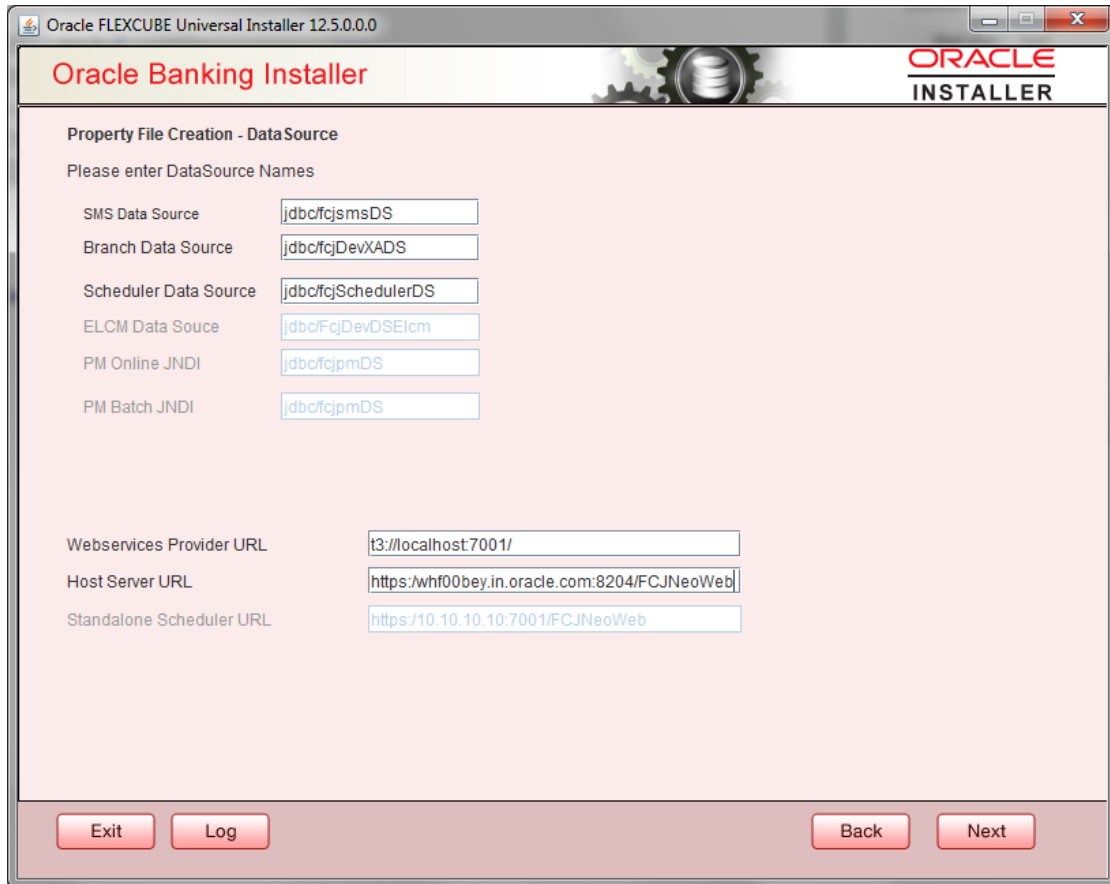 Oracle FLEXCUBE Universal Installer 12.5.0.0.0
Oracle Banking Installer
ORACLE
INSTALLER
Property File Creation - DataSource
Please enter DataSource Names
SMS Data Source jdbc/fcjsmsDS
Branch Data Source jdbc/fcjDevXADS
Scheduler Data Source jdbc/fcjSchedulerDS
ELCM Data Souce jdbc/FcjDevDSElcm
PM Online JNDI jdbc/fcjpmDS
PM Batch JNDI jdbc/fcjpmDS
Webservices Provider URL t3://localhost:7001/
Host Server URL https:/whf00bey.in.oracle.com:8204/FCJNeoWeb
Standalone Scheduler URL https:/10.10.10.10:7001/FCJNeoWeb
Exit Log Back Next